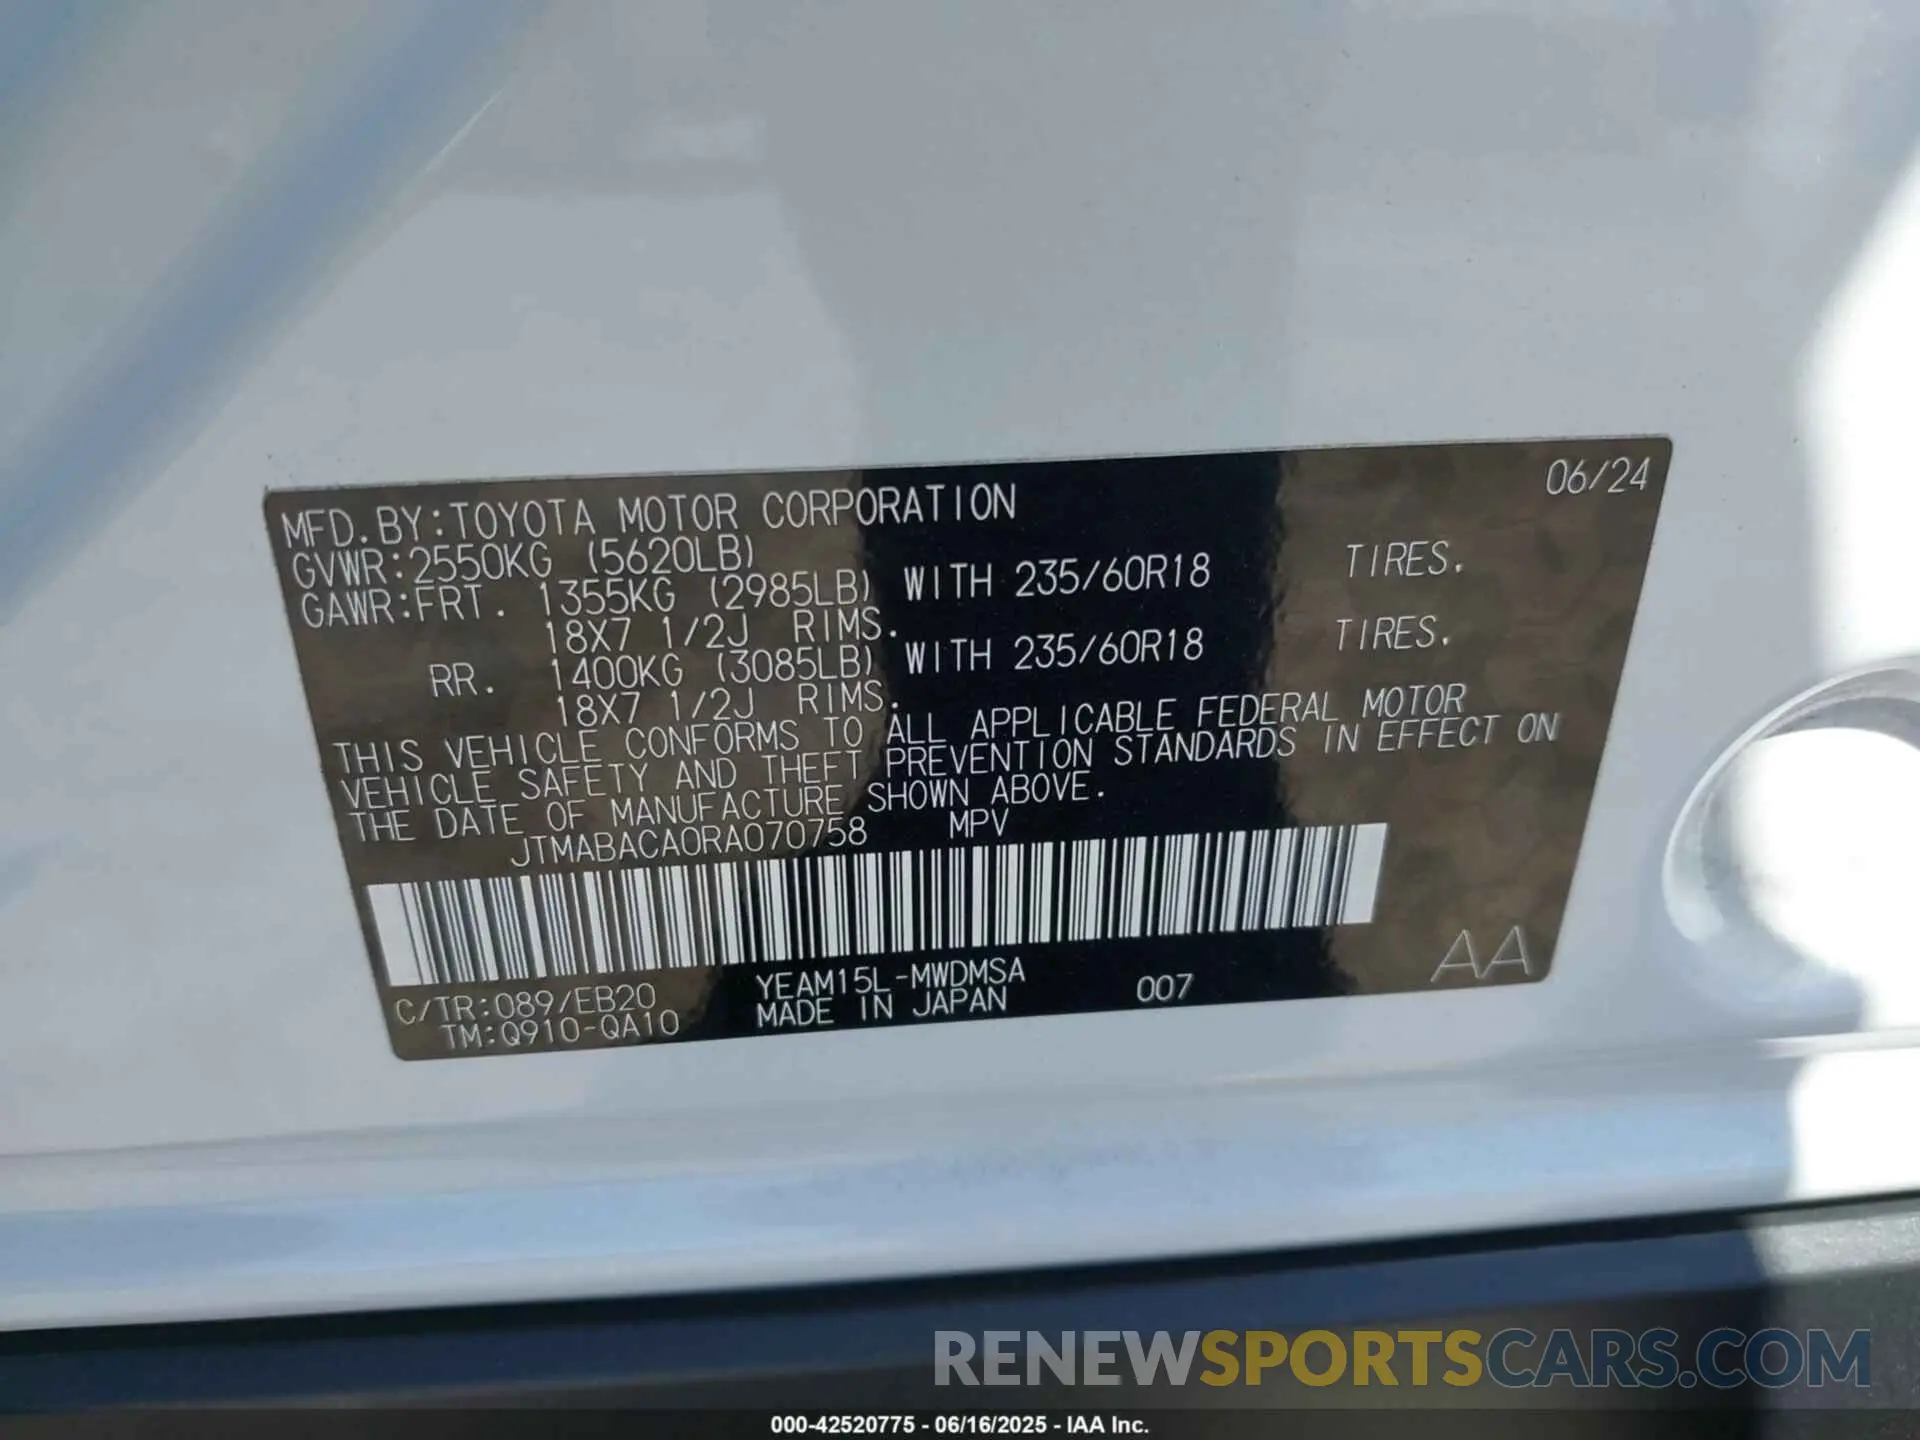 06/24
MFD.BY:TOYOTA MOTOR CORPORATION
GVWR:2550KG (5620LB)
GAWR:FRT. 1355KG (2985LB) WITH 235/60R18 TIRES.
18X7 1/2J RIMS.
RR. 1400KG (3085LB) WITH 235/60R18 TIRES.
18X7 1/2J RIMS.
THIS VEHICLE CONFORMS TO ALL APPLICABLE FEDERAL MOTOR
VEHICLE SAFETY AND THEFT PREVENTION STANDARDS IN EFFECT ON
THE DATE OF MANUFACTURE SHOWN ABOVE.
JTMABACA0RA070758 MPV
AA
C/TR:089/EB20 YEAM15L-MWDMSA
TM:Q910-QA10 MADE IN JAPAN 007
RENEWSPORTSCARS.COM
000-42520775 - 06/16/2025 - IAA Inc.